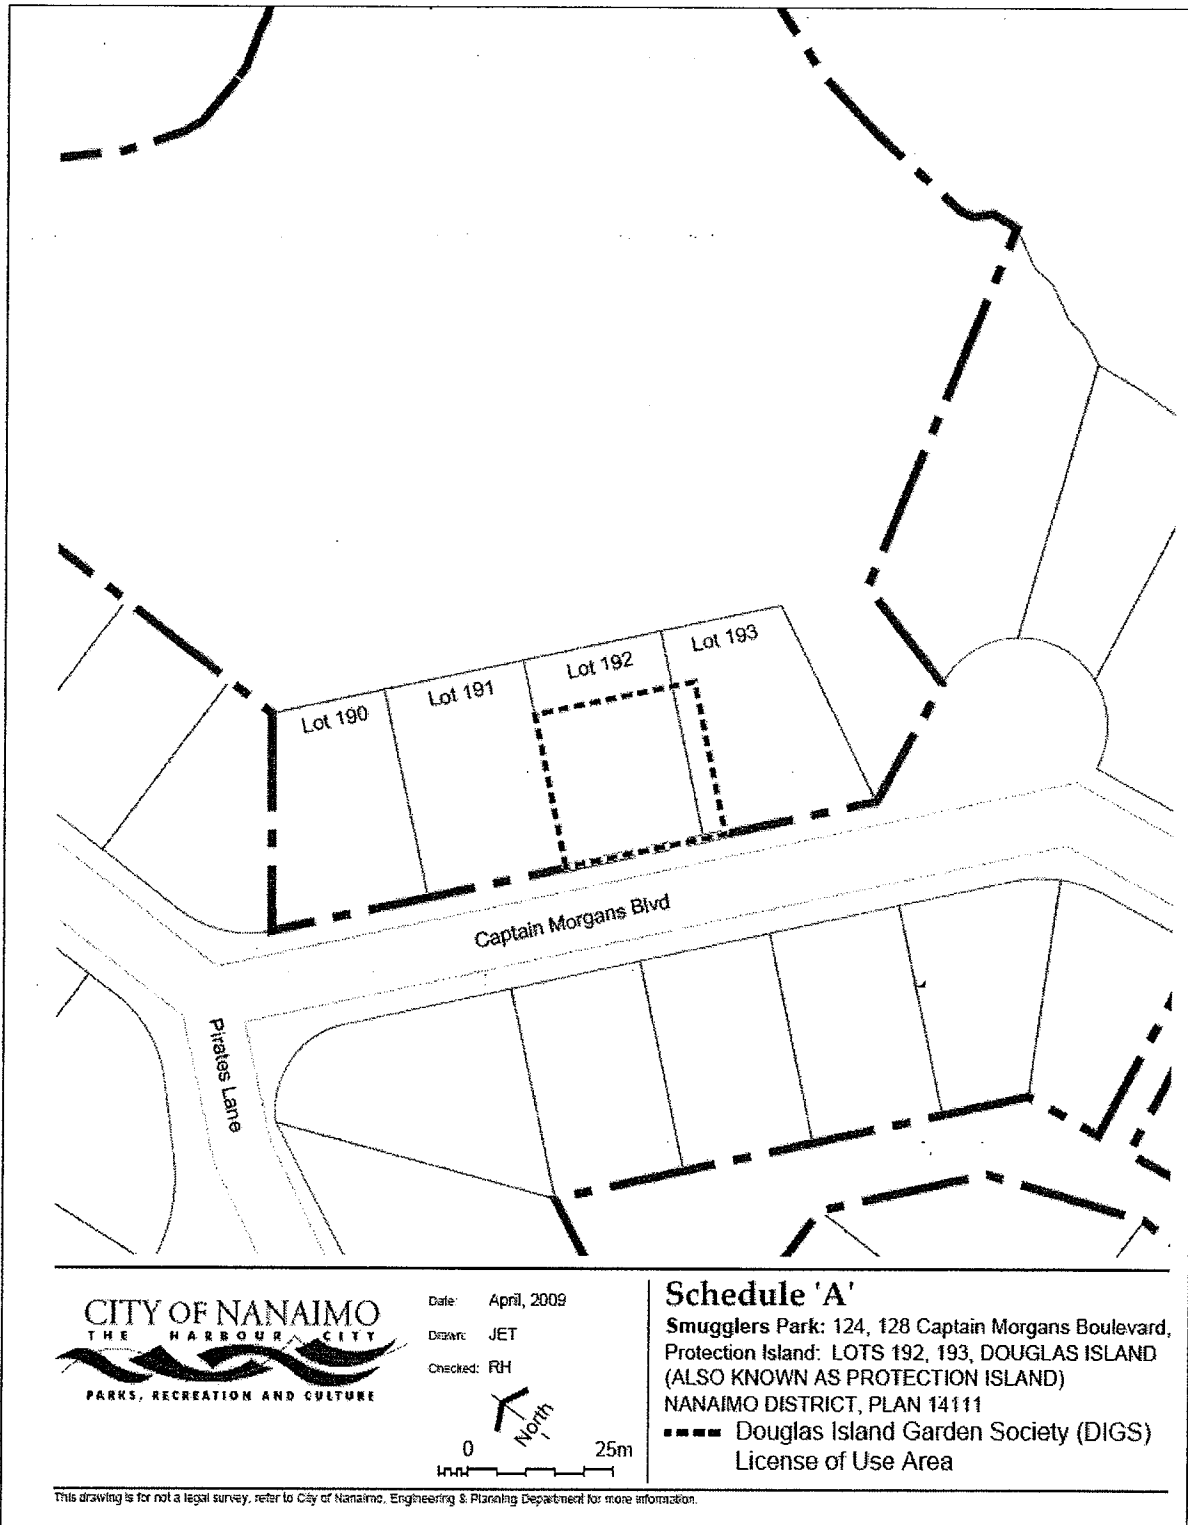 Lot 193
Lot 192
Lot 191
Lot 190
Captain Morgans Blvd
Pirates Lane
CITY OF NANAIMO
THE HARBOUR CITY
PARKS, RECREATION AND CULTURE
Date: April, 2009
Drawn: JET
Checked: RH
North
0 25m
Schedule 'A'
Smugglers Park: 124, 128 Captain Morgans Boulevard,
Protection Island: LOTS 192, 193, DOUGLAS ISLAND
(ALSO KNOWN AS PROTECTION ISLAND)
NANAIMO DISTRICT, PLAN 14111
Douglas Island Garden Society (DIGS)
License of Use Area
This drawing is for not a legal survey, refer to City of Nanaimo, Engineering & Planning Department for more information.